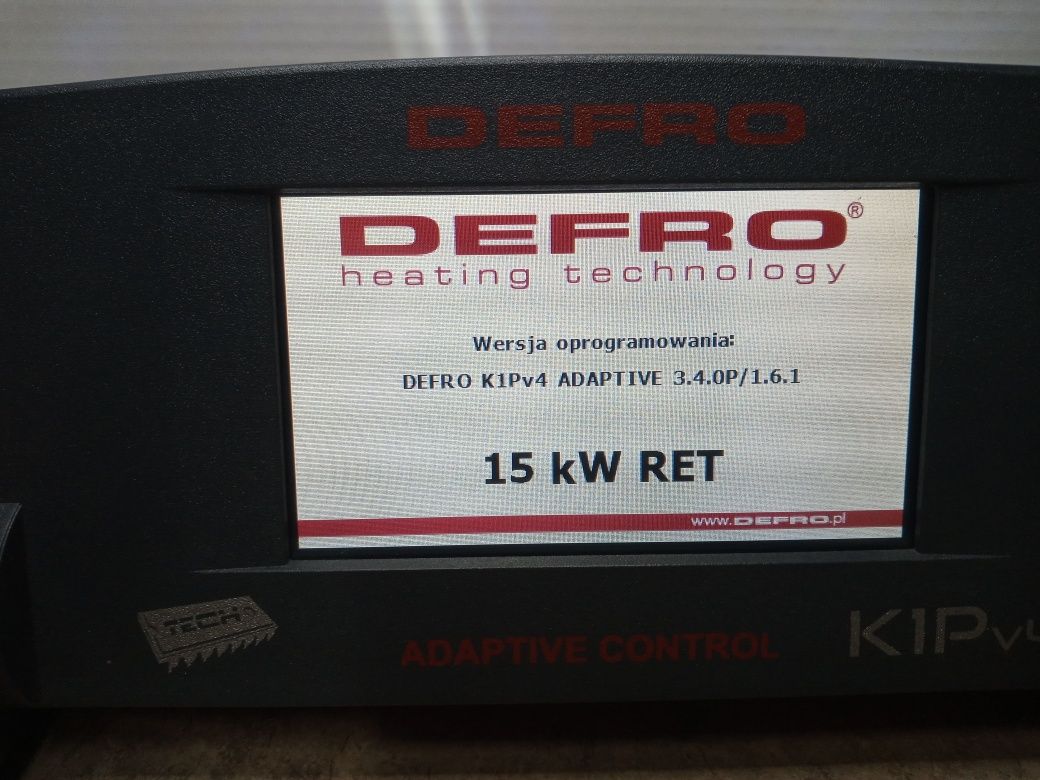 DEFRO
DEFRO®
heating technology
Wersja oprogramowania:
DEFRO K1Pv4 ADAPTIVE 3.4.0P/1.6.1
15 kW RET
www.DEFRO.pl
TECH
ADAPTIVE CONTROL
K1Pv4